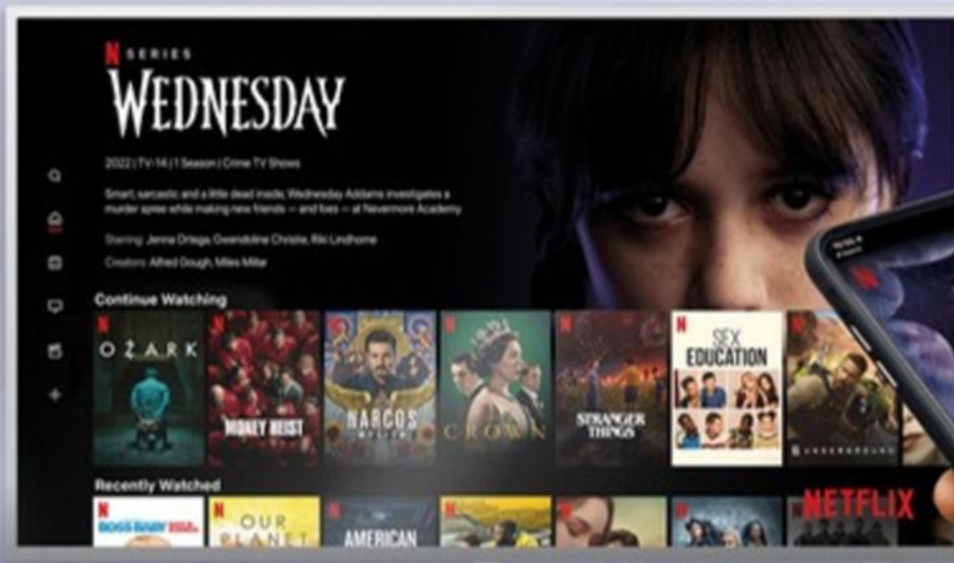 N SERIES
WEDNESDAY
2022 | TV-14 | 1 Season | Crime TV Shows
Smart, sarcastic and a little dead inside, Wednesday Addams investigates a
murder spree while making new friends — and foes — at Nevermore Academy.
Starring: Jenna Ortega, Gwendoline Christie, Riki Lindhome
Creators: Alfred Gough, Miles Millar
Continue Watching
OZARK
MONEY HEIST
NARCOS
MEXICO
CROWN
STRANGER
THINGS
SEX
EDUCATION
6 UNDERGROUND
Recently Watched
BOSS BABY
OUR
PLANET
AMERICAN
NETFLIX